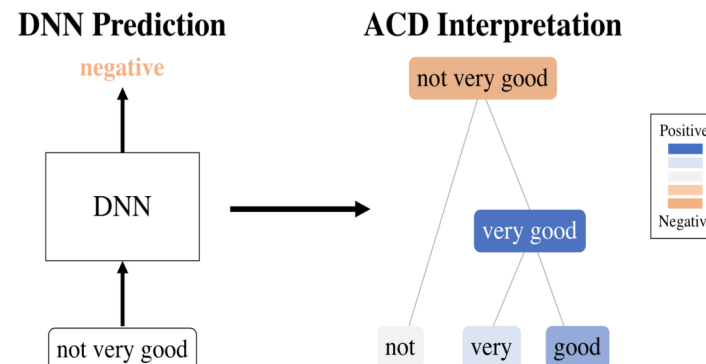 DNN Prediction
negative
DNN
not very good
ACD Interpretation
not very good
very good
not very good
Positive
Negativ